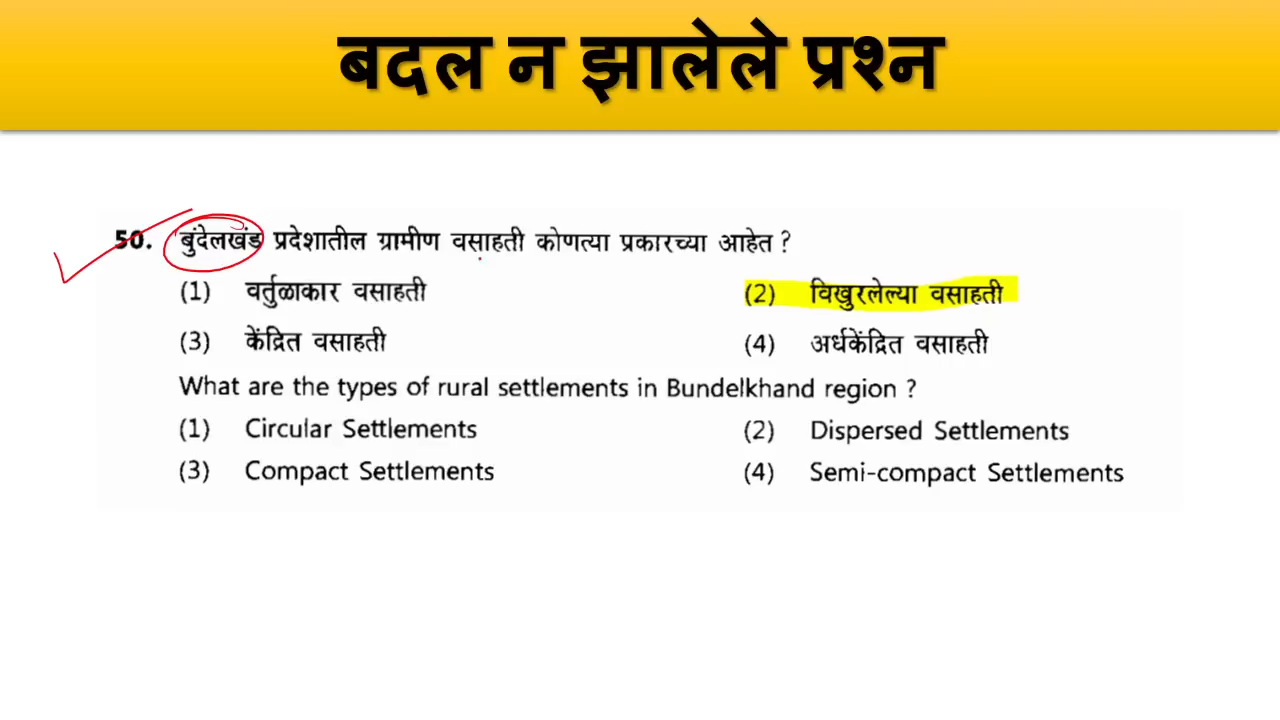 बदल न झालेले प्रश्न
50. बुंदेलखंड प्रदेशातील ग्रामीण वसाहती कोणत्या प्रकारच्या आहेत ?
(1) वर्तुळाकार वसाहती (2) विखुरलेल्या वसाहती
(3) केंद्रित वसाहती (4) अर्धकेंद्रित वसाहती
What are the types of rural settlements in Bundelkhand region ?
(1) Circular Settlements (2) Dispersed Settlements
(3) Compact Settlements (4) Semi-compact Settlements